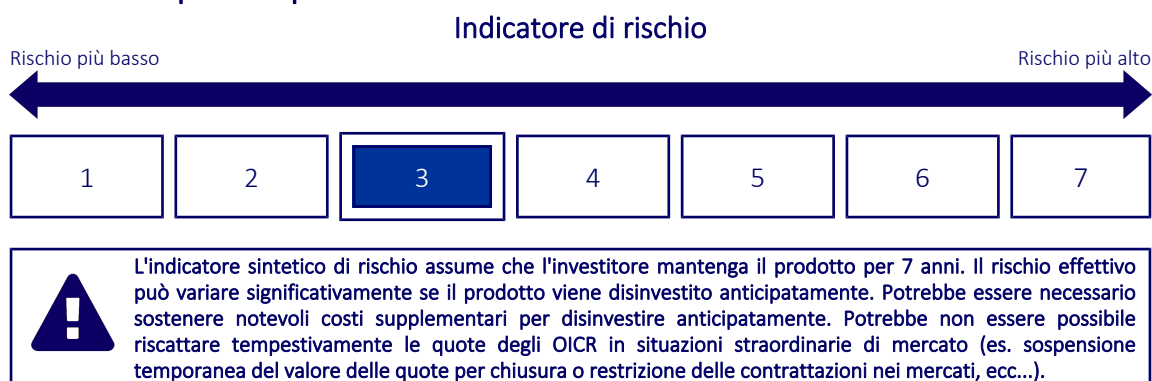 Indicatore di rischio
Rischio più basso
Rischio più alto
1 2 3 4 5 6 7
L'indicatore sintetico di rischio assume che l'investitore mantenga il prodotto per 7 anni. Il rischio effettivo
può variare significativamente se il prodotto viene disinvestito anticipatamente. Potrebbe essere necessario
sostenere notevoli costi supplementari per disinvestire anticipatamente. Potrebbe non essere possibile
riscattare tempestivamente le quote degli OICR in situazioni straordinarie di mercato (es. sospensione
temporanea del valore delle quote per chiusura o restrizione delle contrattazioni nei mercati, ecc...).